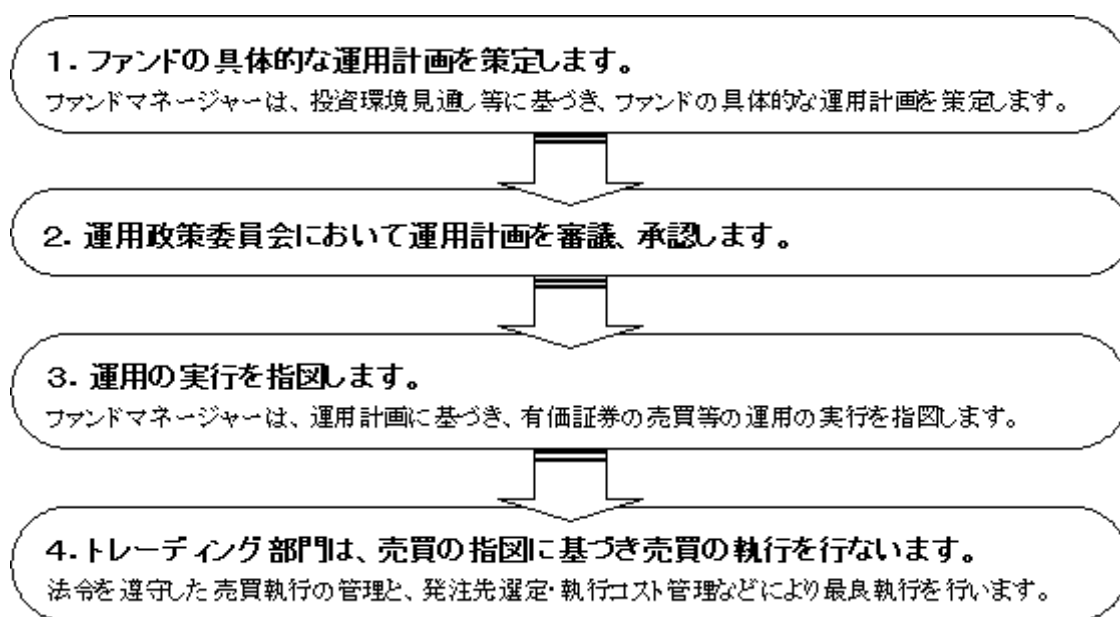 1. ファンドの具体的な運用計画を策定します。
ファンドマネージャーは、投資環境見通し等に基づき、ファンドの具体的な運用計画を策定します。
2. 運用政策委員会において運用計画を審議、承認します。
3. 運用の実行を指図します。
ファンドマネージャーは、運用計画に基づき、有価証券の売買等の運用の実行を指図します。
4. トレーディング部門は、売買の指図に基づき売買の執行を行ないます。
法令を遵守した売買執行の管理と、発注先選定・執行コスト管理などにより最良執行を行います。